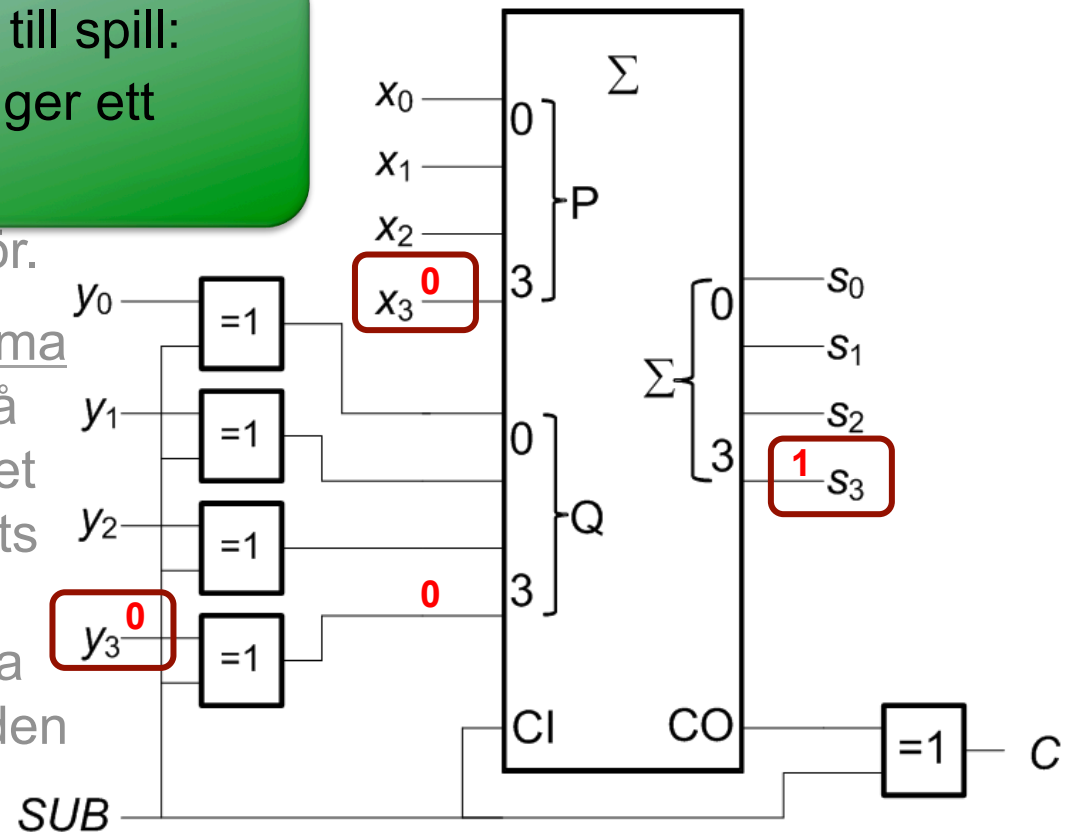 till spill:
ger ett
ör.
ma
å
et
ts
a
den
Σ
x0
x1
x2
x3 0
0
3
P
y0
y1
y2
y3 0
=1
=1
=1
=1
0
3
Q
0
Σ
0
3
s0
s1
s2
1 s3
CI
CO
=1
C
SUB